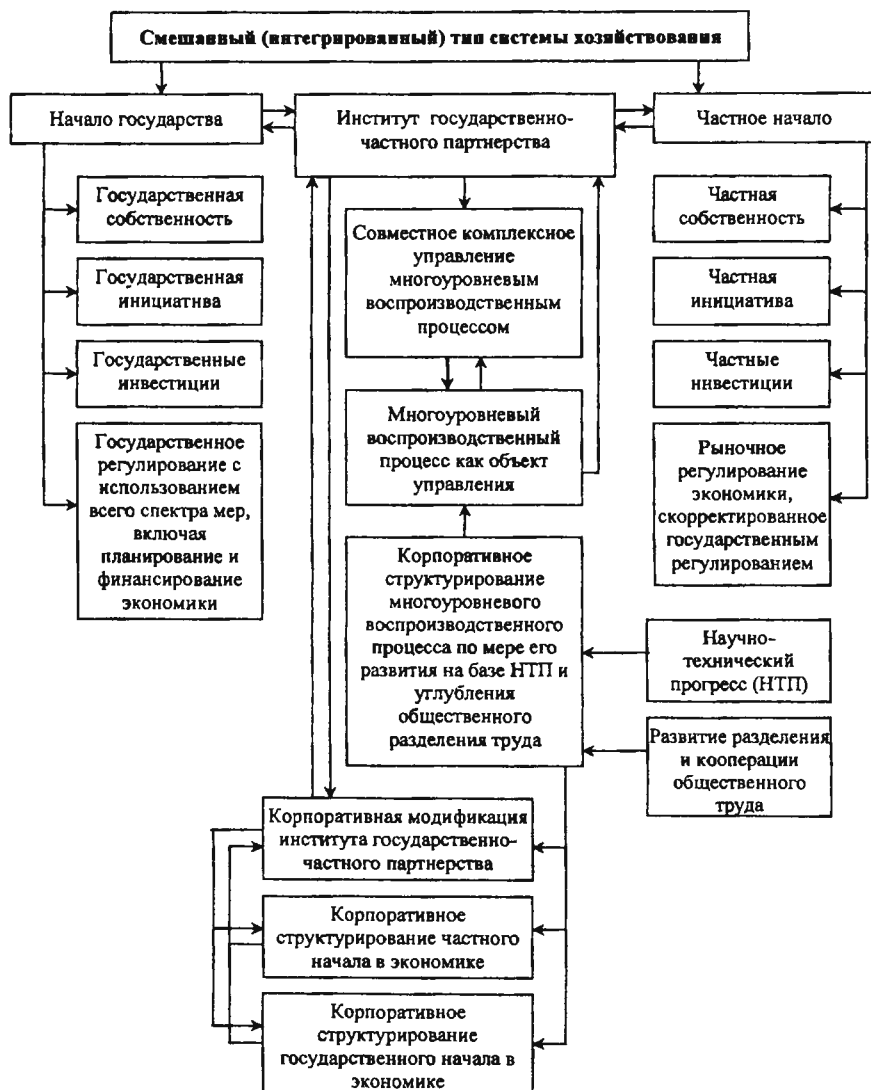 Смешанный (интегрированный) тип системы хозяйствования
Начало государства
Институт государственно-
частного партнерства
Частное начало
Государственная
собственность
Государственная
инициатива
Государственные
инвестиции
Государственное
регулирование с
использованием
всего спектра мер,
включая
планирование и
финансирование
экономики
Совместное комплексное
управление
многоуровневым
воспроизводственным
процессом
Многоуровневый
воспроизводственный
процесс как объект
управления
Корпоративное
структурирование
многоуровневого
воспроизводственного
процесса по мере его
развития на базе НТП и
углубления
общественного
разделения труда
Частная
собственность
Частная
инициатива
Частные
инвестиции
Рыночное
регулирование
экономики,
скорректированное
государственным
регулированием
Научно-
технический
прогресс (НТП)
Развитие разделения
и кооперации
общественного
труда
Корпоративная модификация
института государственно-
частного партнерства
Корпоративное
структурирование частного
начала в экономике
Корпоративное
структурирование
государственного начала в
экономике